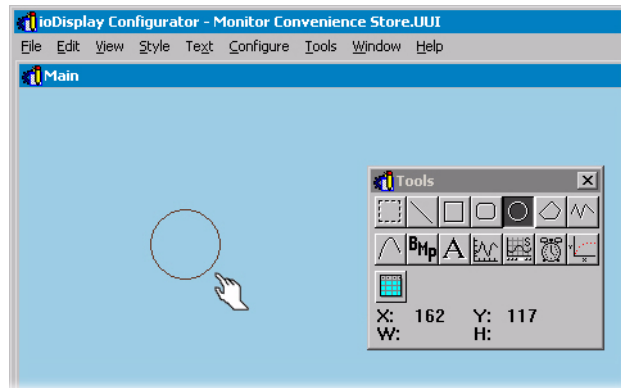 ioDisplay Configurator - Monitor Convenience Store.UUI
File Edit View Style Text Configure Tools Window Help
Main
Tools
BMp A S
Y X
X: 162 Y: 117
W: H: